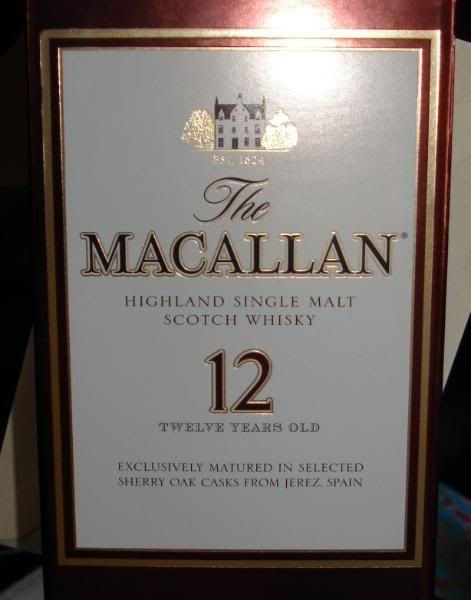 EST. 1824
The
MACALLAN®
HIGHLAND SINGLE MALT
SCOTCH WHISKY
12
TWELVE YEARS OLD
EXCLUSIVELY MATURED IN SELECTED
SHERRY OAK CASKS FROM JEREZ, SPAIN